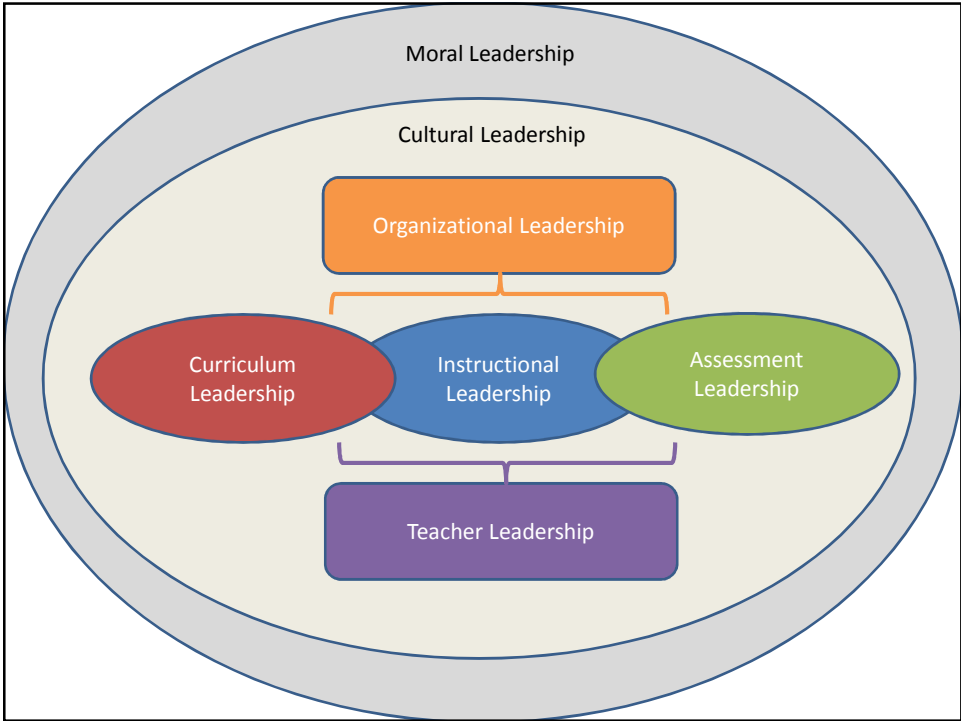 Moral Leadership
Cultural Leadership
Organizational Leadership
Curriculum
Leadership
Instructional
Leadership
Assessment
Leadership
Teacher Leadership